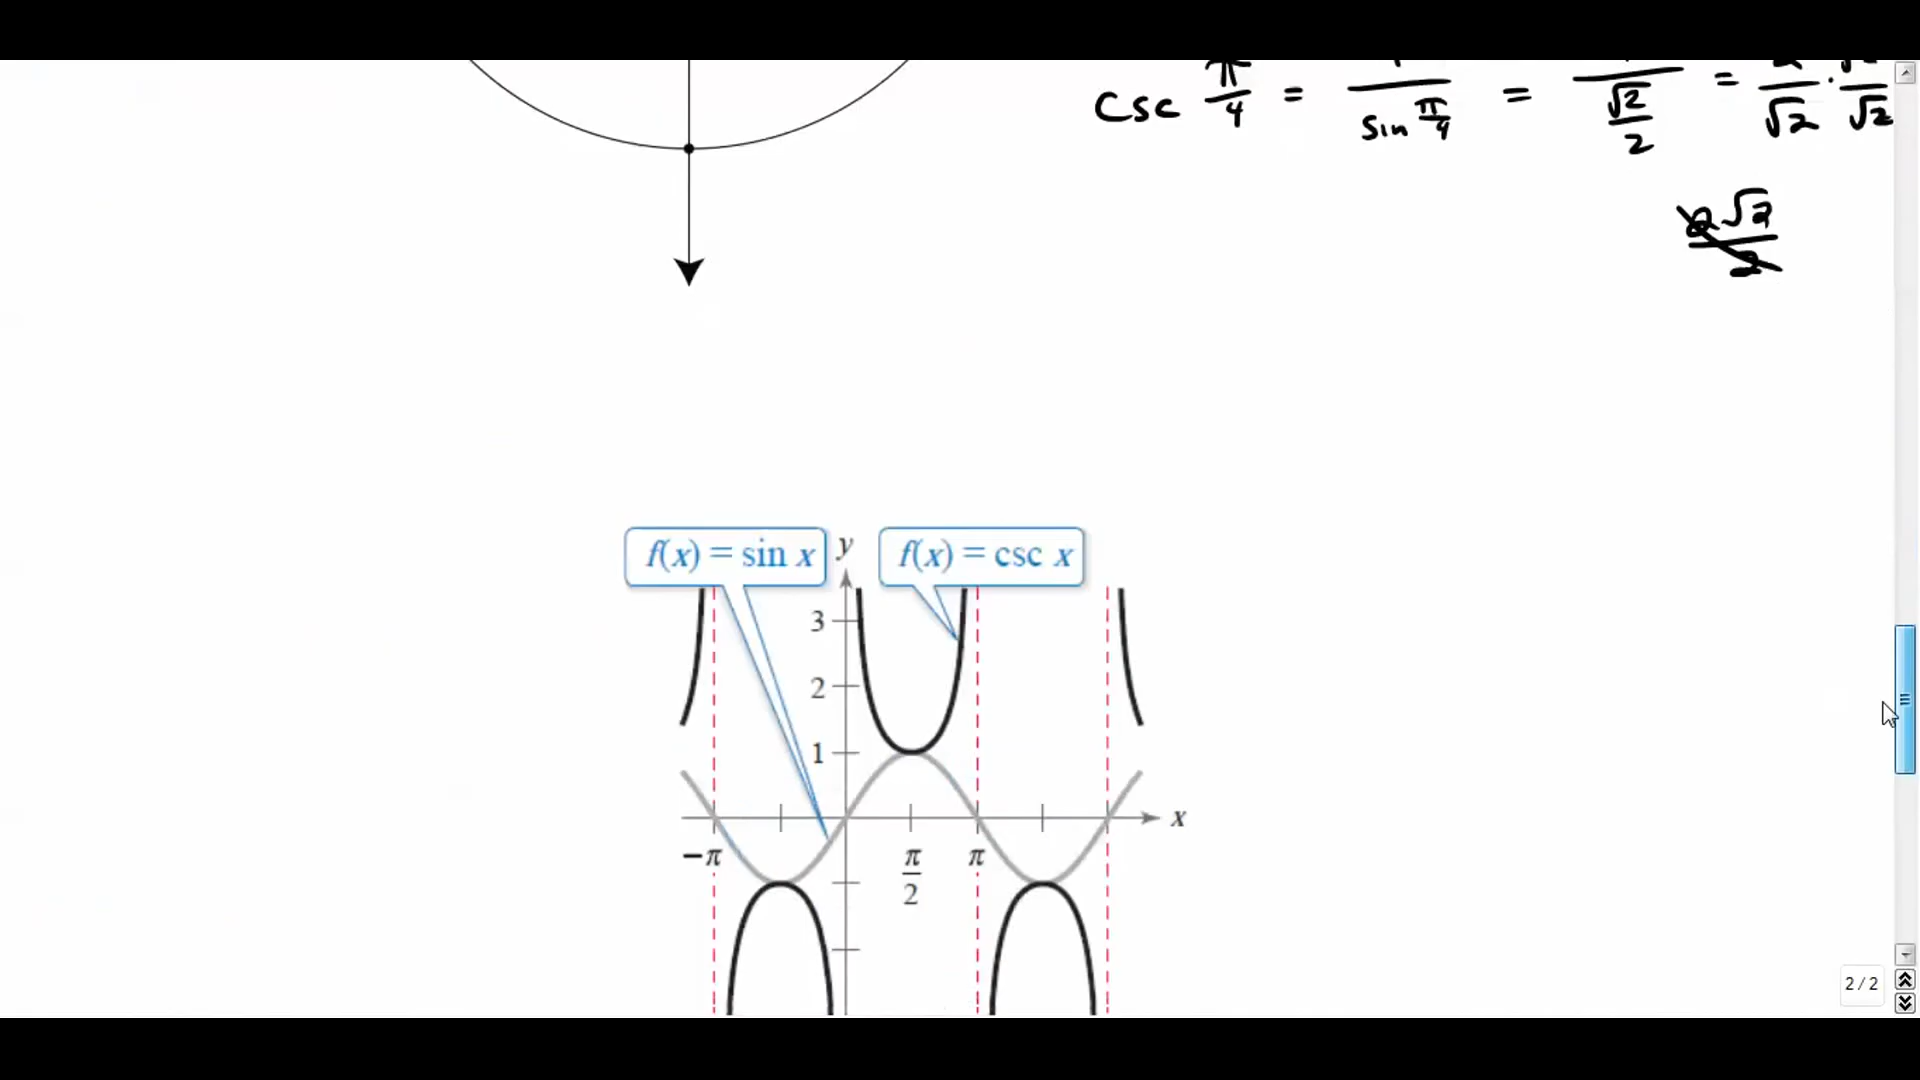 csc π/4 = 1/sin π/4 = 1/(√2/2) = 2/√2 · √2/√2
2√2/2
f(x) = sin x
y
f(x) = csc x
3
2
1
x
−π
π/2
π
2 / 2